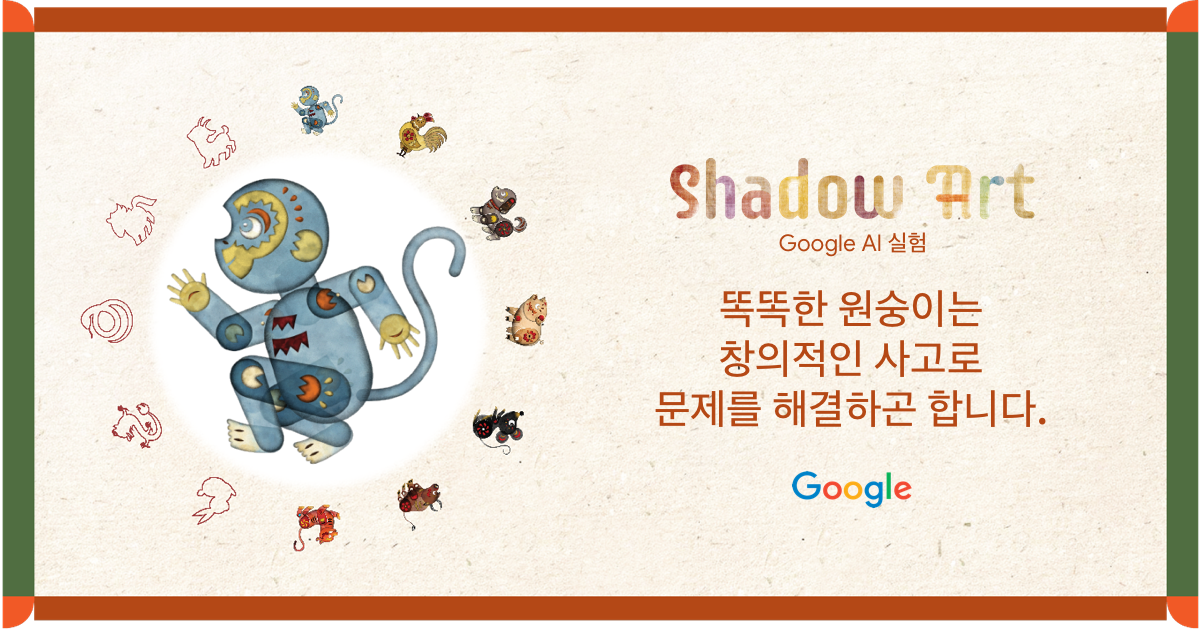 Shadow Art
Google AI 실험
똑똑한 원숭이는
창의적인 사고로
문제를 해결하곤 합니다.
Google